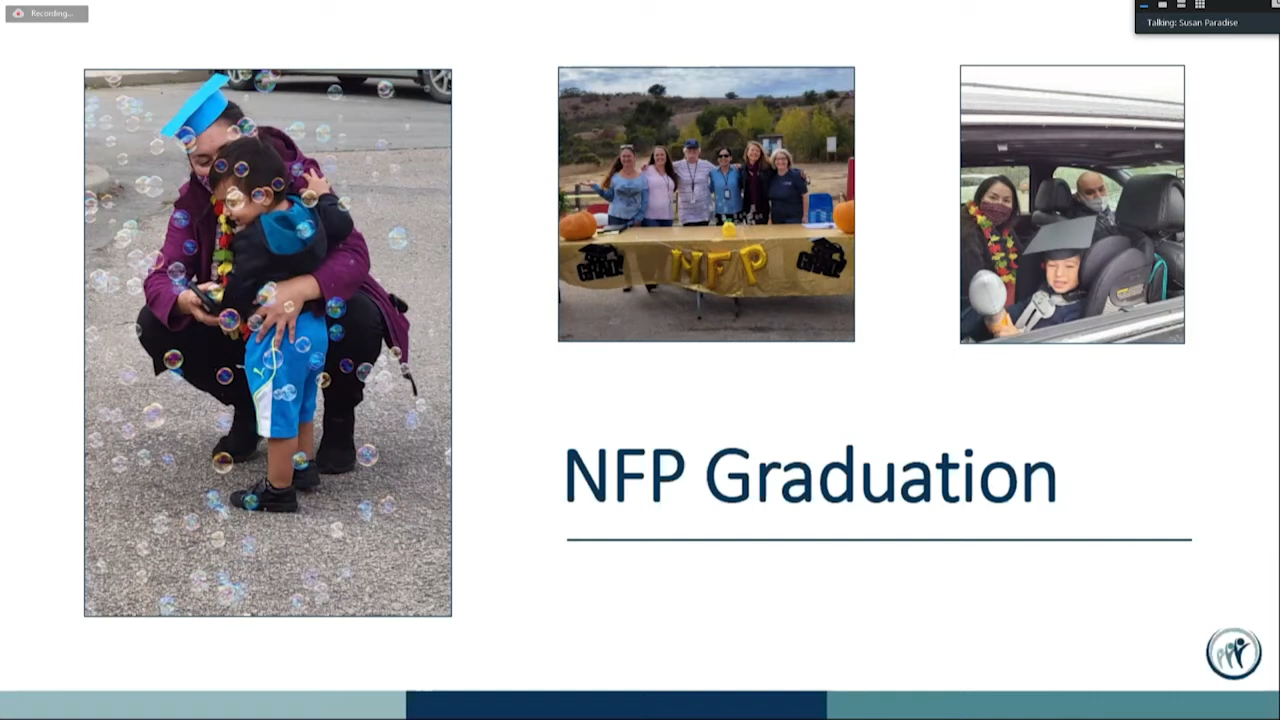 Recording...
Talking: Susan Paradise
GRAD
NFP
GRAD
NFP Graduation